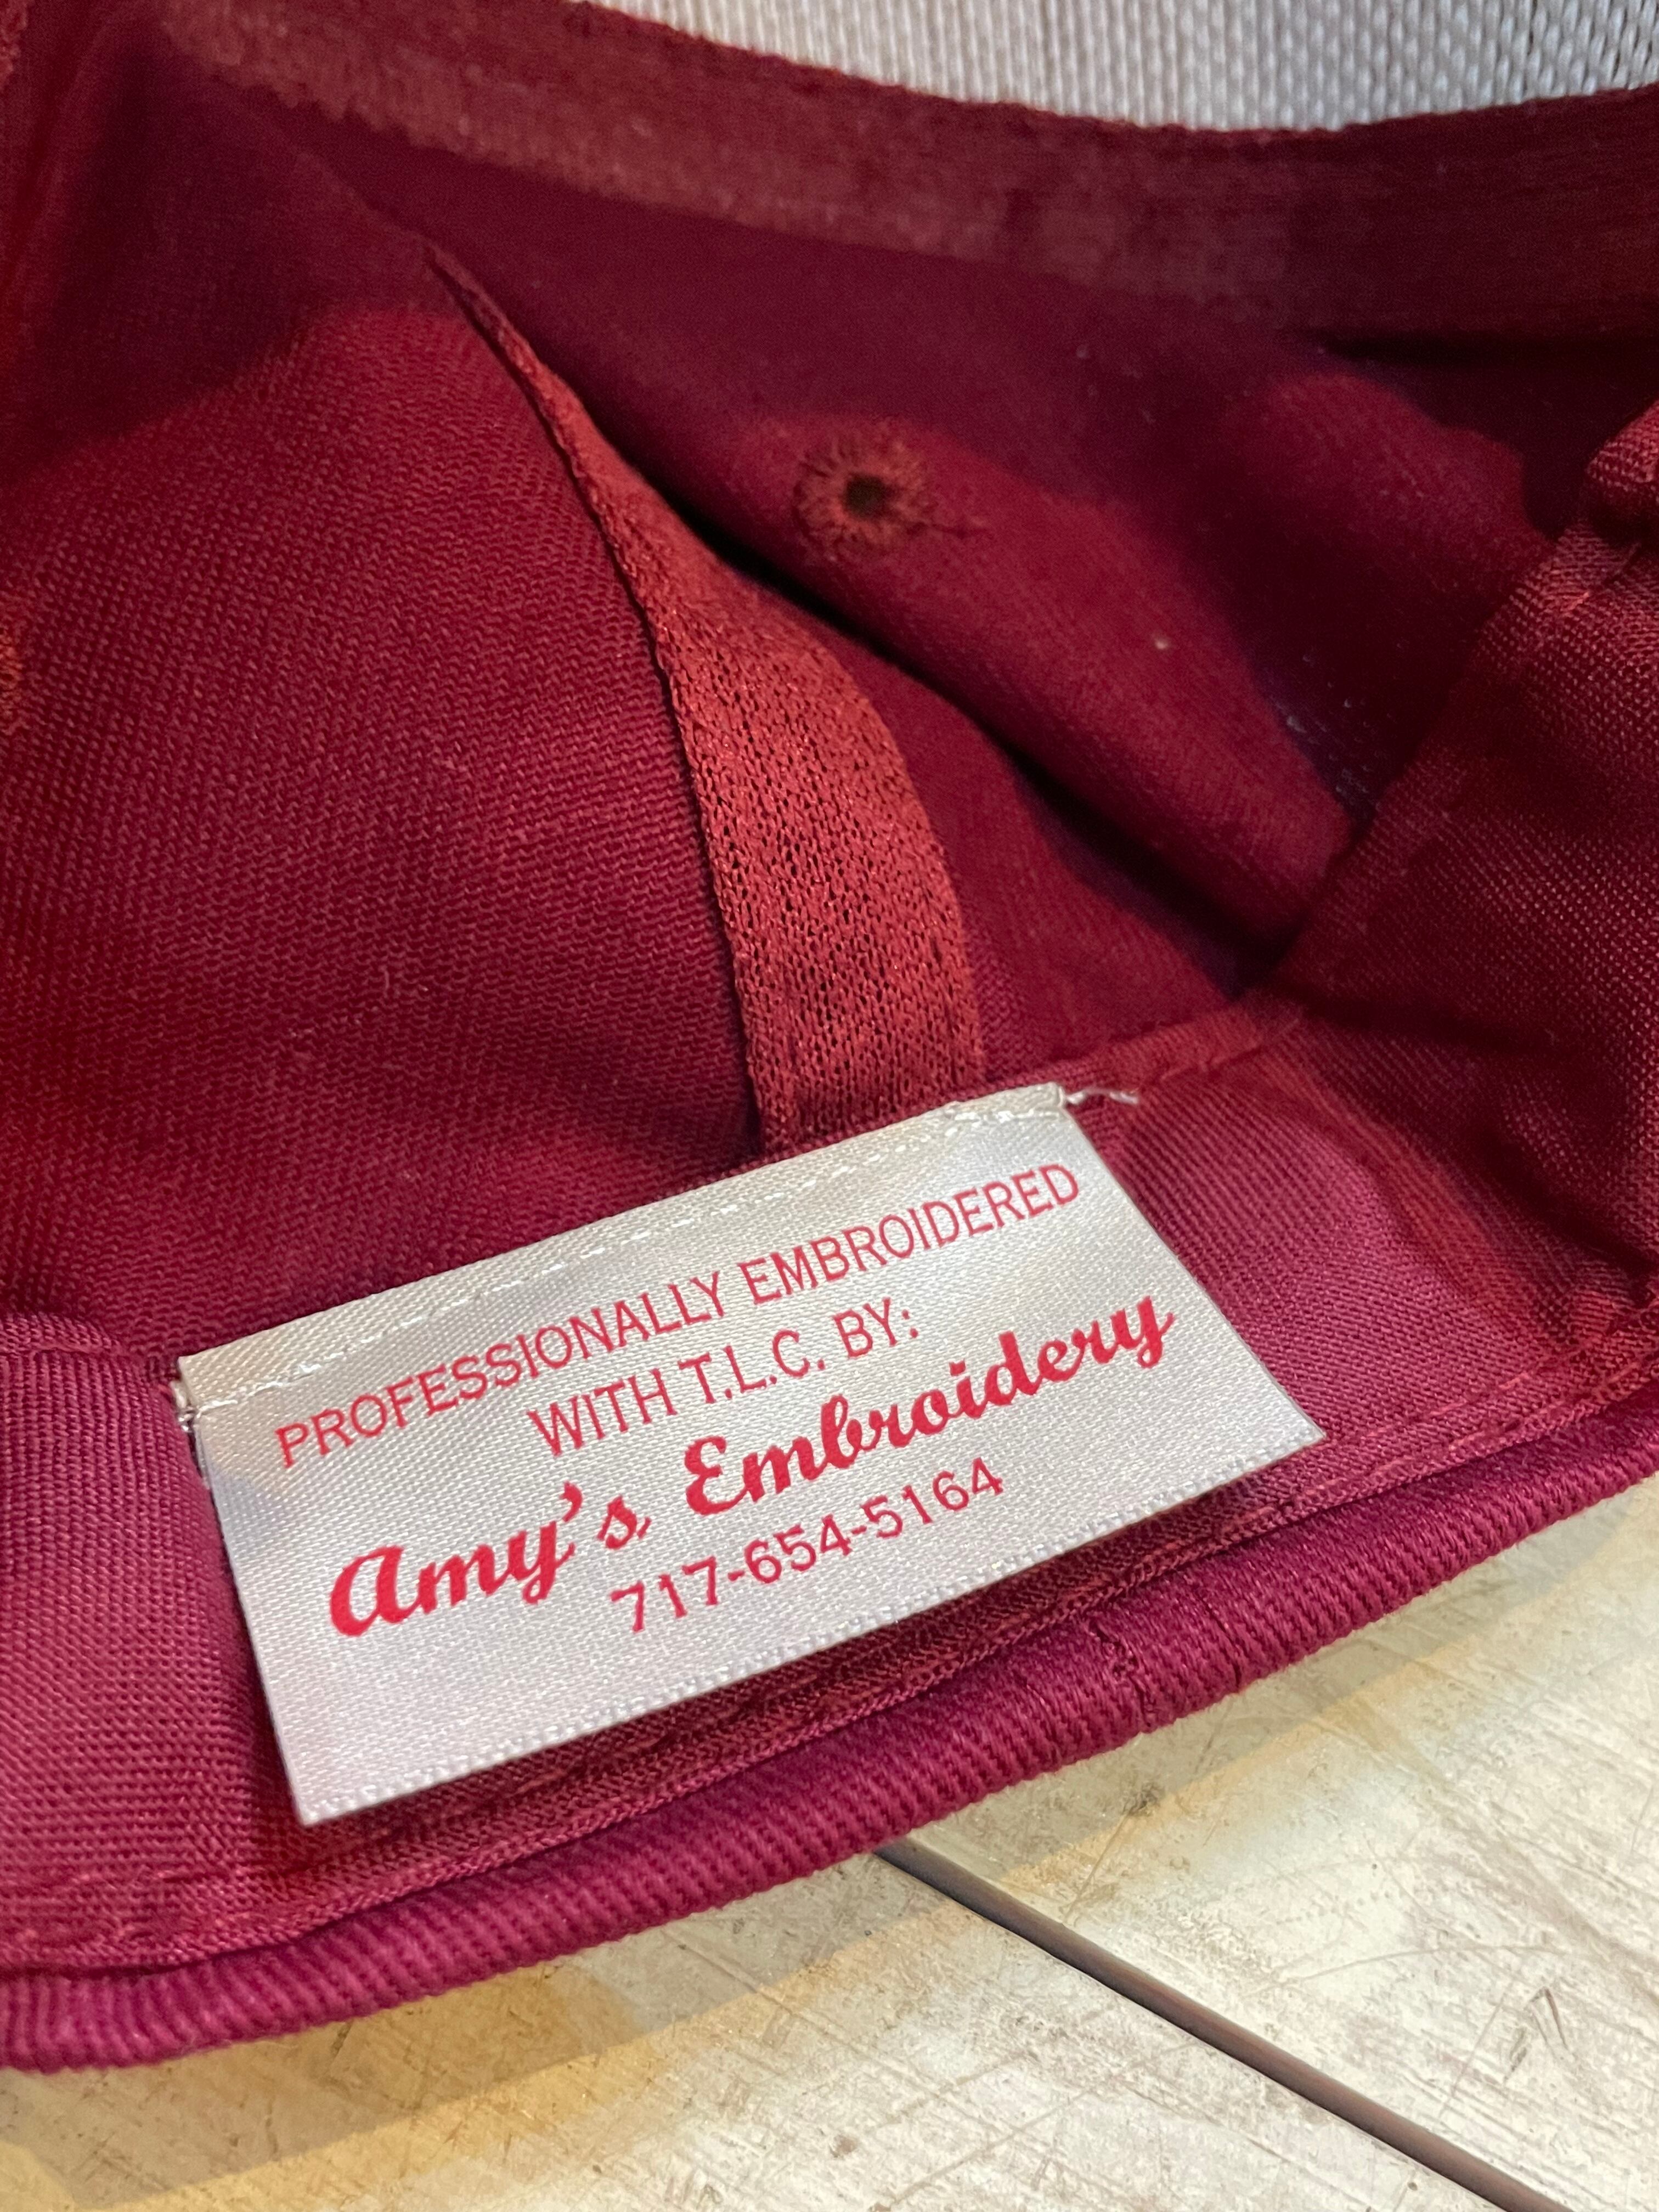 PROFESSIONALLY EMBROIDERED
WITH T.L.C. BY:
Amy's Embroidery
717-654-5164